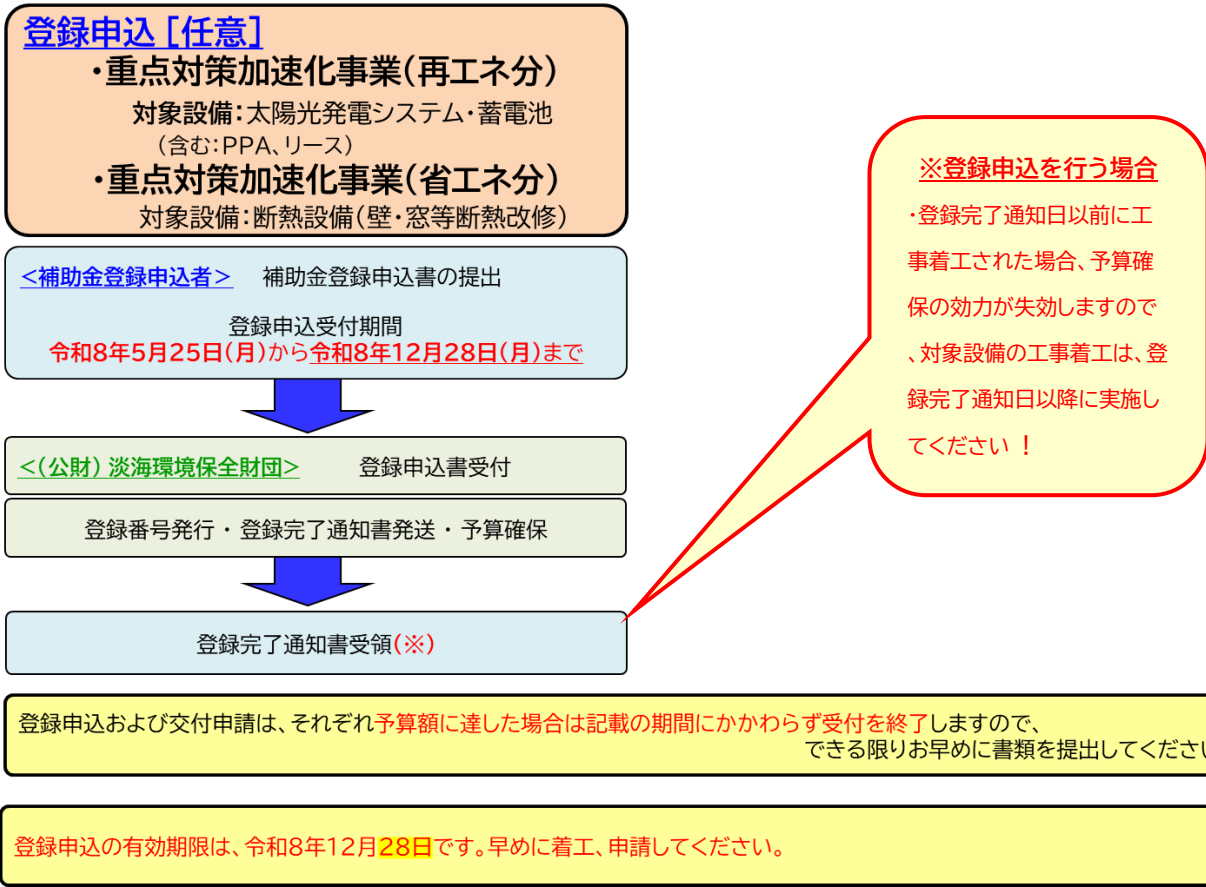 登録申込 [任意]
・重点対策加速化事業(再エネ分)
対象設備:太陽光発電システム・蓄電池
(含む:PPA、リース)
・重点対策加速化事業(省エネ分)
対象設備:断熱設備(壁・窓等断熱改修)
<補助金登録申込者> 補助金登録申込書の提出
登録申込受付期間
令和8年5月25日(月)から令和8年12月28日(月)まで
<(公財) 淡海環境保全財団> 登録申込書受付
登録番号発行 ・ 登録完了通知書発送 ・ 予算確保
登録完了通知書受領(※)
※登録申込を行う場合
・登録完了通知日以前に工
事着工された場合、予算確
保の効力が失効しますので
、対象設備の工事着工は、登
録完了通知日以降に実施し
てください !
登録申込および交付申請は、それぞれ予算額に達した場合は記載の期間にかかわらず受付を終了しますので、
できる限りお早めに書類を提出してください
登録申込の有効期限は、令和8年12月28日です。早めに着工、申請してください。